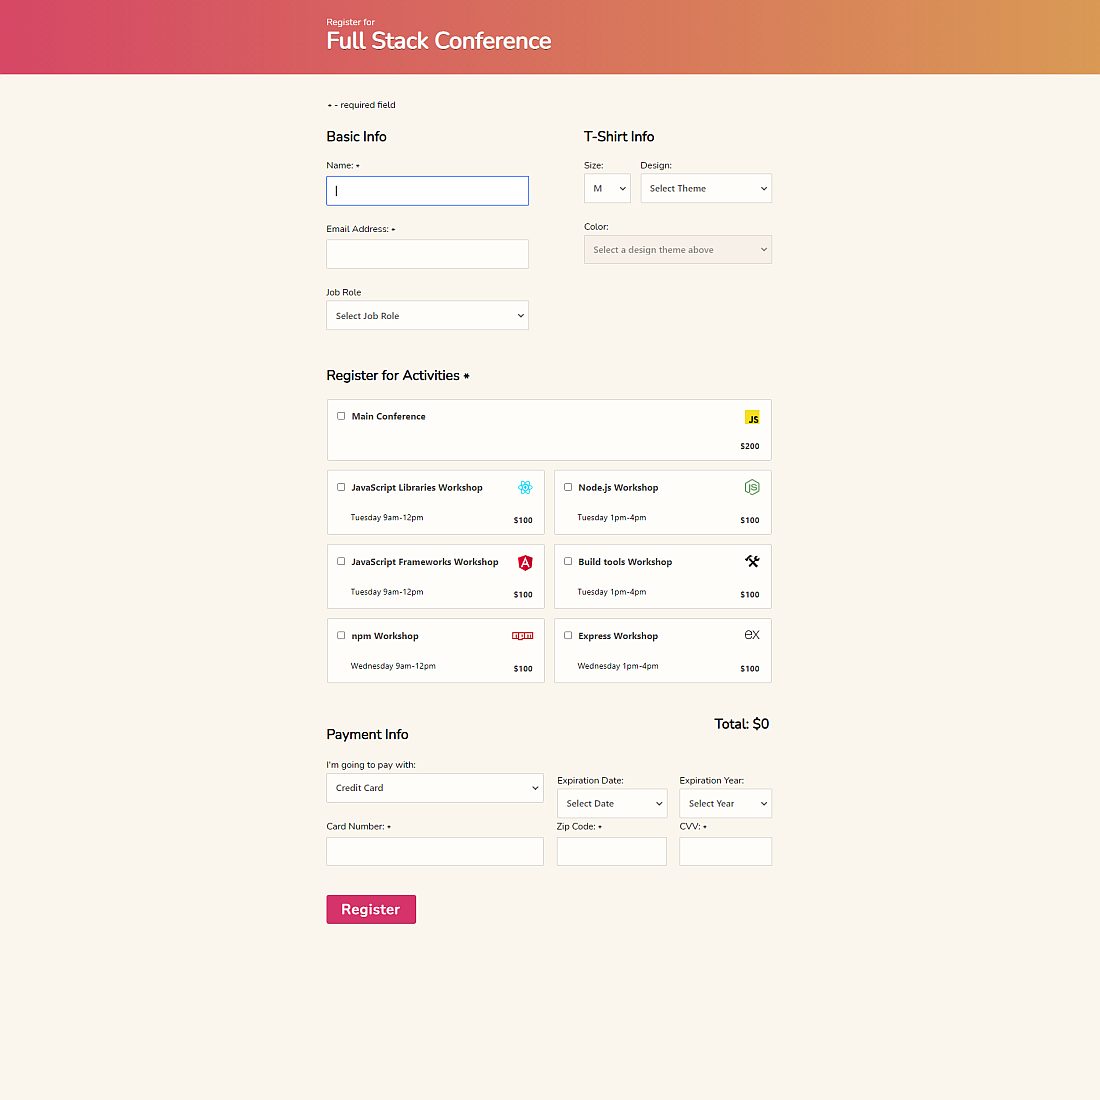 Register for
Full Stack Conference
* - required field
Basic Info
Name: *
Email Address: *
Job Role
Select Job Role
T-Shirt Info
Size:
Design:
M
Select Theme
Color:
Select a design theme above
Register for Activities *
Main Conference
JS
$200
JavaScript Libraries Workshop
Tuesday 9am-12pm
$100
Node.js Workshop
JS
Tuesday 1pm-4pm
$100
JavaScript Frameworks Workshop
A
Tuesday 9am-12pm
$100
Build tools Workshop
Tuesday 1pm-4pm
$100
npm Workshop
npm
Wednesday 9am-12pm
$100
Express Workshop
ex
Wednesday 1pm-4pm
$100
Total: $0
Payment Info
I'm going to pay with:
Credit Card
Expiration Date:
Select Date
Expiration Year:
Select Year
Card Number: *
Zip Code: *
CVV: *
Register